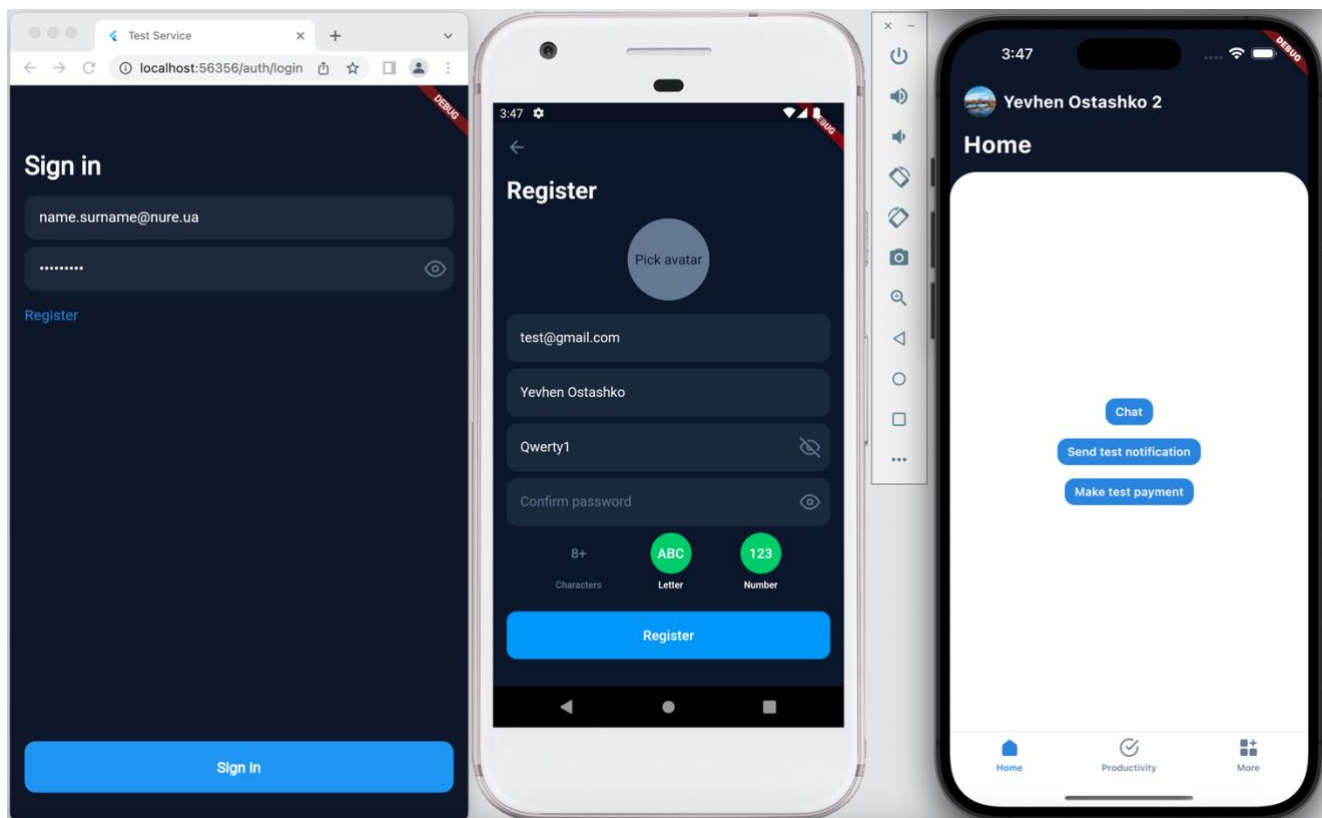 Test Service
localhost:56356/auth/login
DEBUG
Sign in
name.surname@nure.ua
•••••••••
Register
Sign In
3:47
DEBUG
Register
Pick avatar
test@gmail.com
Yevhen Ostashko
Qwerty1
Confirm password
8+ ABC 123
Characters Letter Number
Register
3:47
DEBUG
Yevhen Ostashko 2
Home
Chat
Send test notification
Make test payment
Home Productivity More